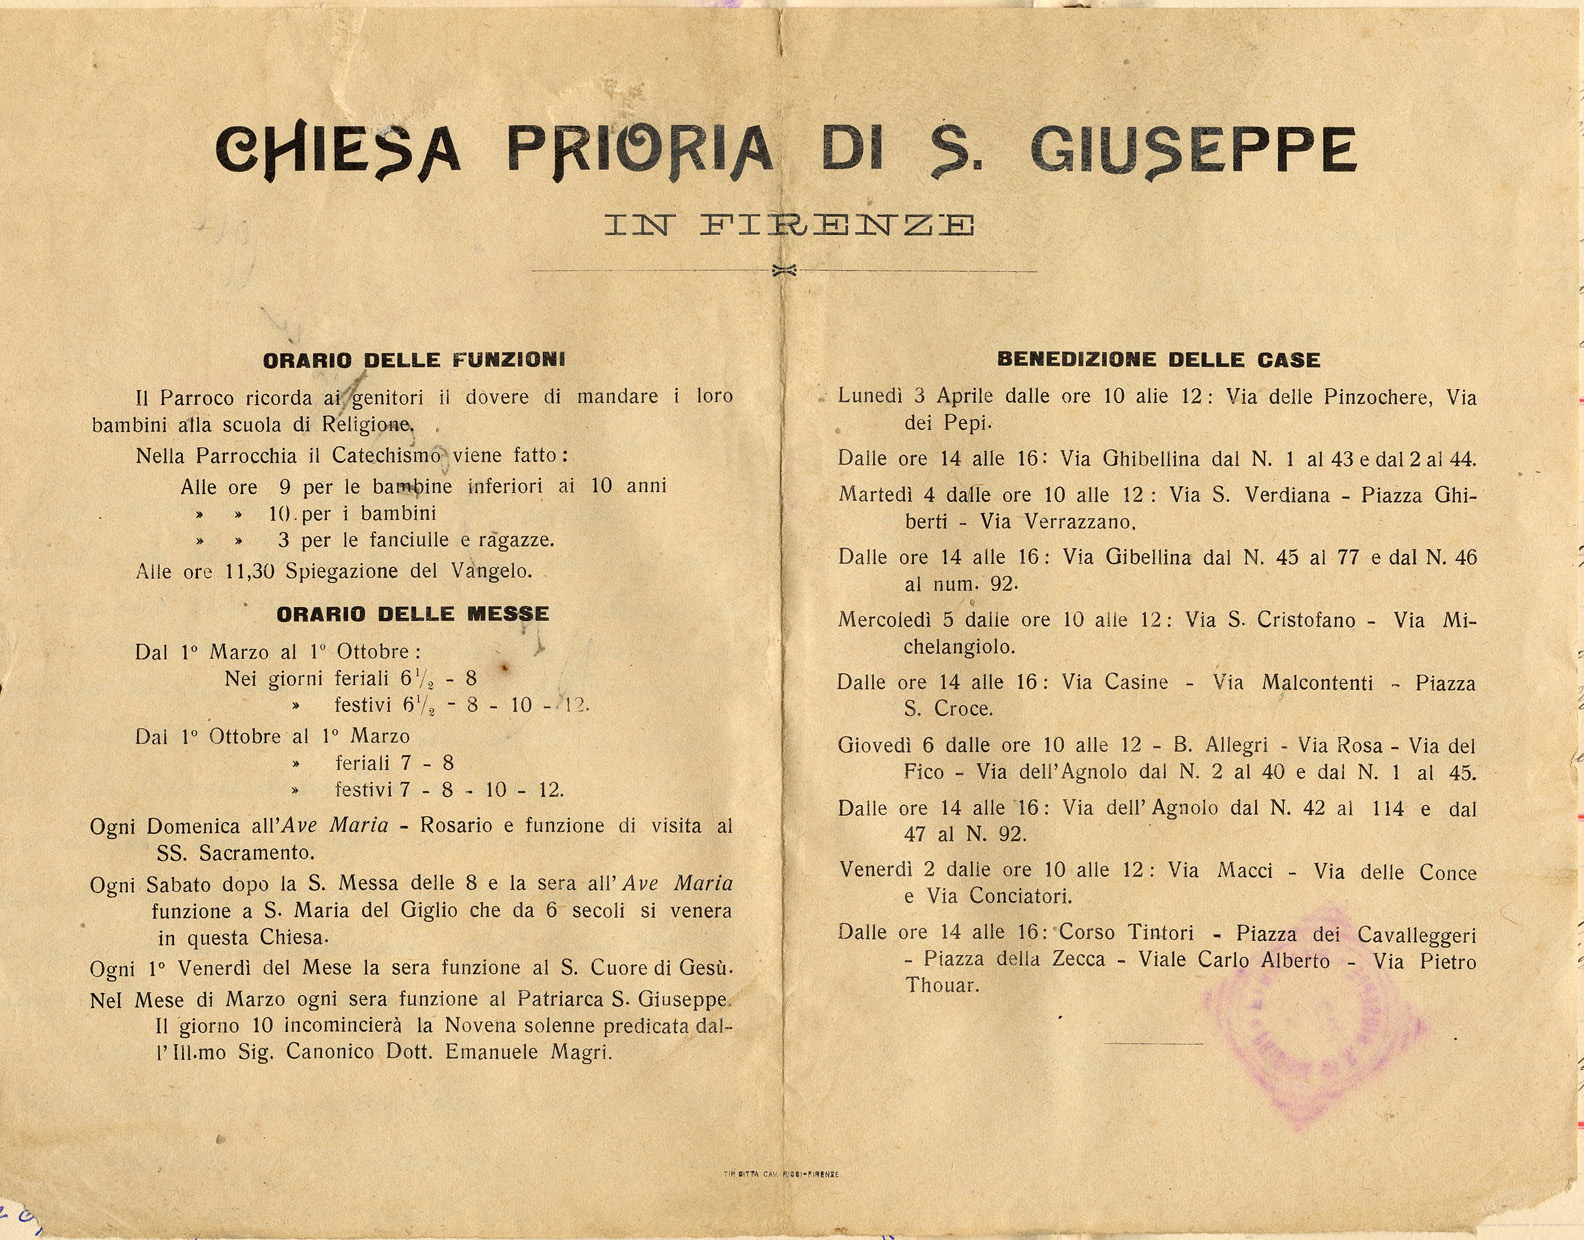 CHIESA PRIORIA DI S. GIUSEPPE
IN FIRENZE
ORARIO DELLE FUNZIONI
Il Parroco ricorda ai genitori il dovere di mandare i loro
bambini alla scuola di Religione.
Nella Parrocchia il Catechismo viene fatto:
Alle ore 9 per le bambine inferiori ai 10 anni
» » 10 per i bambini
» » 3 per le fanciulle e ragazze.
Alle ore 11,30 Spiegazione del Vangelo.
ORARIO DELLE MESSE
Dal 1º Marzo al 1º Ottobre:
Nei giorni feriali 6 1/2 - 8
» festivi 6 1/2 - 8 - 10 - 12.
Dal 1º Ottobre al 1º Marzo
» feriali 7 - 8
» festivi 7 - 8 - 10 - 12.
Ogni Domenica all'Ave Maria - Rosario e funzione di visita al
SS. Sacramento.
Ogni Sabato dopo la S. Messa delle 8 e la sera all'Ave Maria
funzione a S. Maria del Giglio che da 6 secoli si venera
in questa Chiesa.
Ogni 1º Venerdì del Mese la sera funzione al S. Cuore di Gesù.
Nel Mese di Marzo ogni sera funzione al Patriarca S. Giuseppe.
Il giorno 10 incomincierà la Novena solenne predicata dal-
l'Ill.mo Sig. Canonico Dott. Emanuele Magri.
BENEDIZIONE DELLE CASE
Lunedì 3 Aprile dalle ore 10 alle 12: Via delle Pinzochere, Via
dei Pepi.
Dalle ore 14 alle 16: Via Ghibellina dal N. 1 al 43 e dal 2 al 44.
Martedì 4 dalle ore 10 alle 12: Via S. Verdiana - Piazza Ghi-
berti - Via Verrazzano.
Dalle ore 14 alle 16: Via Gibellina dal N. 45 al 77 e dal N. 46
al num. 92.
Mercoledì 5 dalle ore 10 alle 12: Via S. Cristofano - Via Mi-
chelangiolo.
Dalle ore 14 alle 16: Via Casine - Via Malcontenti - Piazza
S. Croce.
Giovedì 6 dalle ore 10 alle 12 - B. Allegri - Via Rosa - Via del
Fico - Via dell'Agnolo dal N. 2 al 40 e dal N. 1 al 45.
Dalle ore 14 alle 16: Via dell'Agnolo dal N. 42 al 114 e dal
47 al N. 92.
Venerdì 2 dalle ore 10 alle 12: Via Macci - Via delle Conce
e Via Conciatori.
Dalle ore 14 alle 16: Corso Tintori - Piazza dei Cavalleggeri
- Piazza della Zecca - Viale Carlo Alberto - Via Pietro
Thouar.
TIP. DITTA CAV. FIRENZE